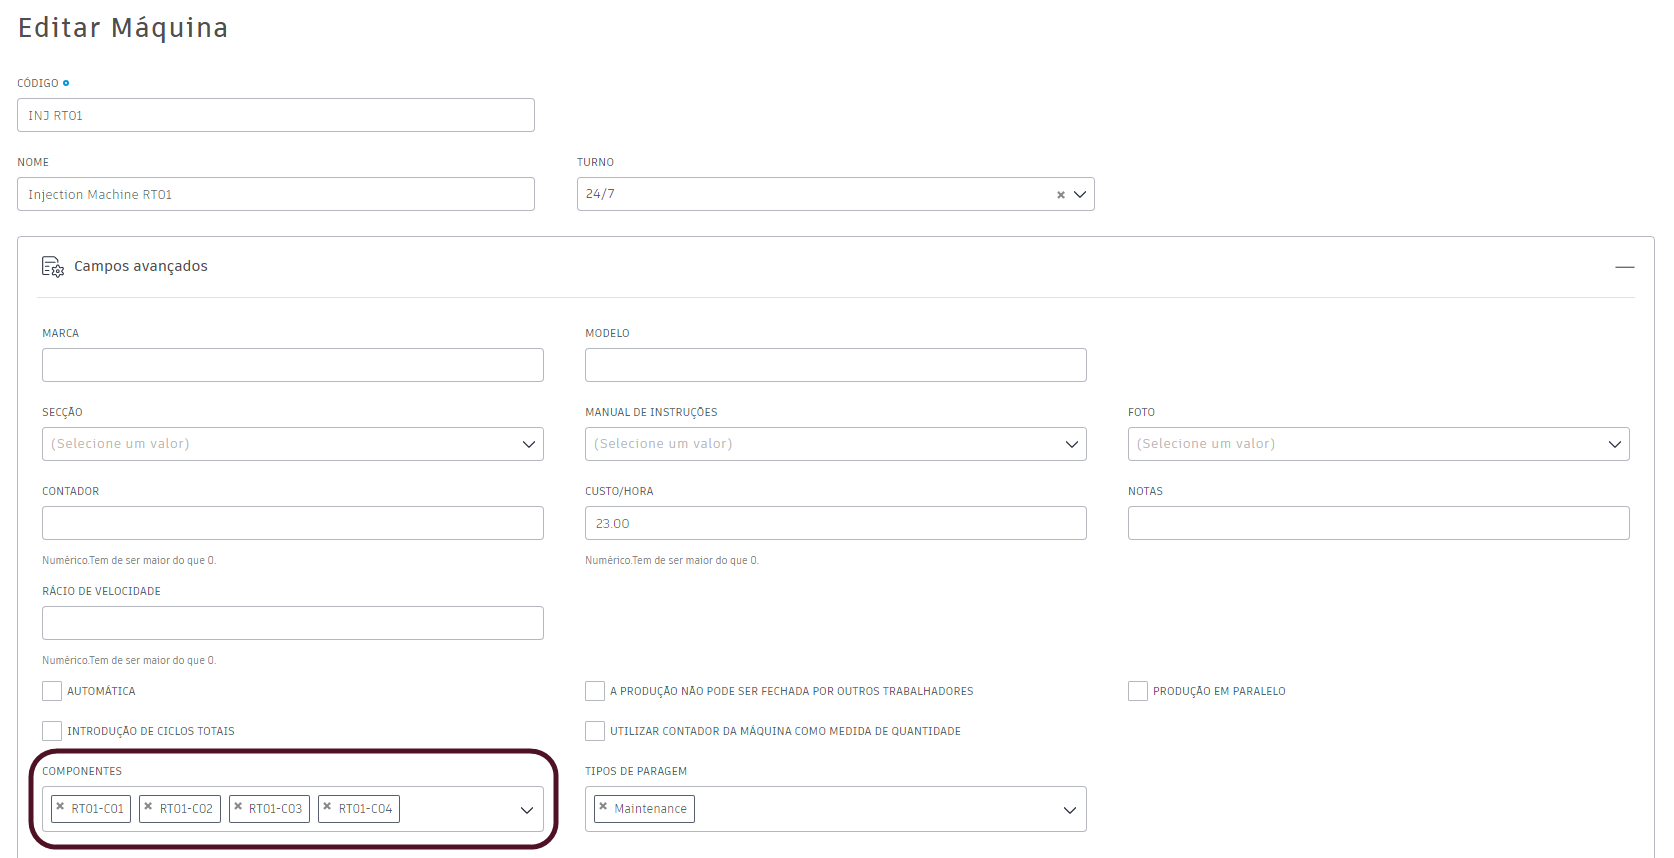 Editar Máquina
CÓDIGO
INJ RT01
NOME TURNO
Injection Machine RT01 24/7
Campos avançados
MARCA MODELO
SECÇÃO MANUAL DE INSTRUÇÕES FOTO
(Selecione um valor) (Selecione um valor) (Selecione um valor)
CONTADOR CUSTO/HORA NOTAS
23.00
Numérico.Tem de ser maior do que 0. Numérico.Tem de ser maior do que 0.
RÁCIO DE VELOCIDADE
Numérico.Tem de ser maior do que 0.
AUTOMÁTICA A PRODUÇÃO NÃO PODE SER FECHADA POR OUTROS TRABALHADORES PRODUÇÃO EM PARALELO
INTRODUÇÃO DE CICLOS TOTAIS UTILIZAR CONTADOR DA MÁQUINA COMO MEDIDA DE QUANTIDADE
COMPONENTES TIPOS DE PARAGEM
× RT01-C01 × RT01-C02 × RT01-C03 × RT01-C04 × Maintenance